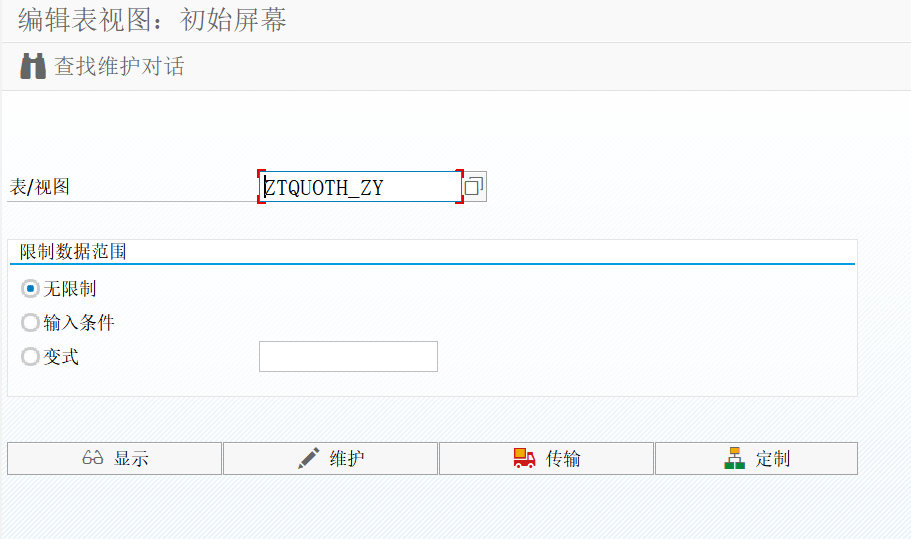 编辑表视图：初始屏幕
查找维护对话
表/视图 ZTQUOTH_ZY
限制数据范围
无限制
输入条件
变式
显示 维护 传输 定制